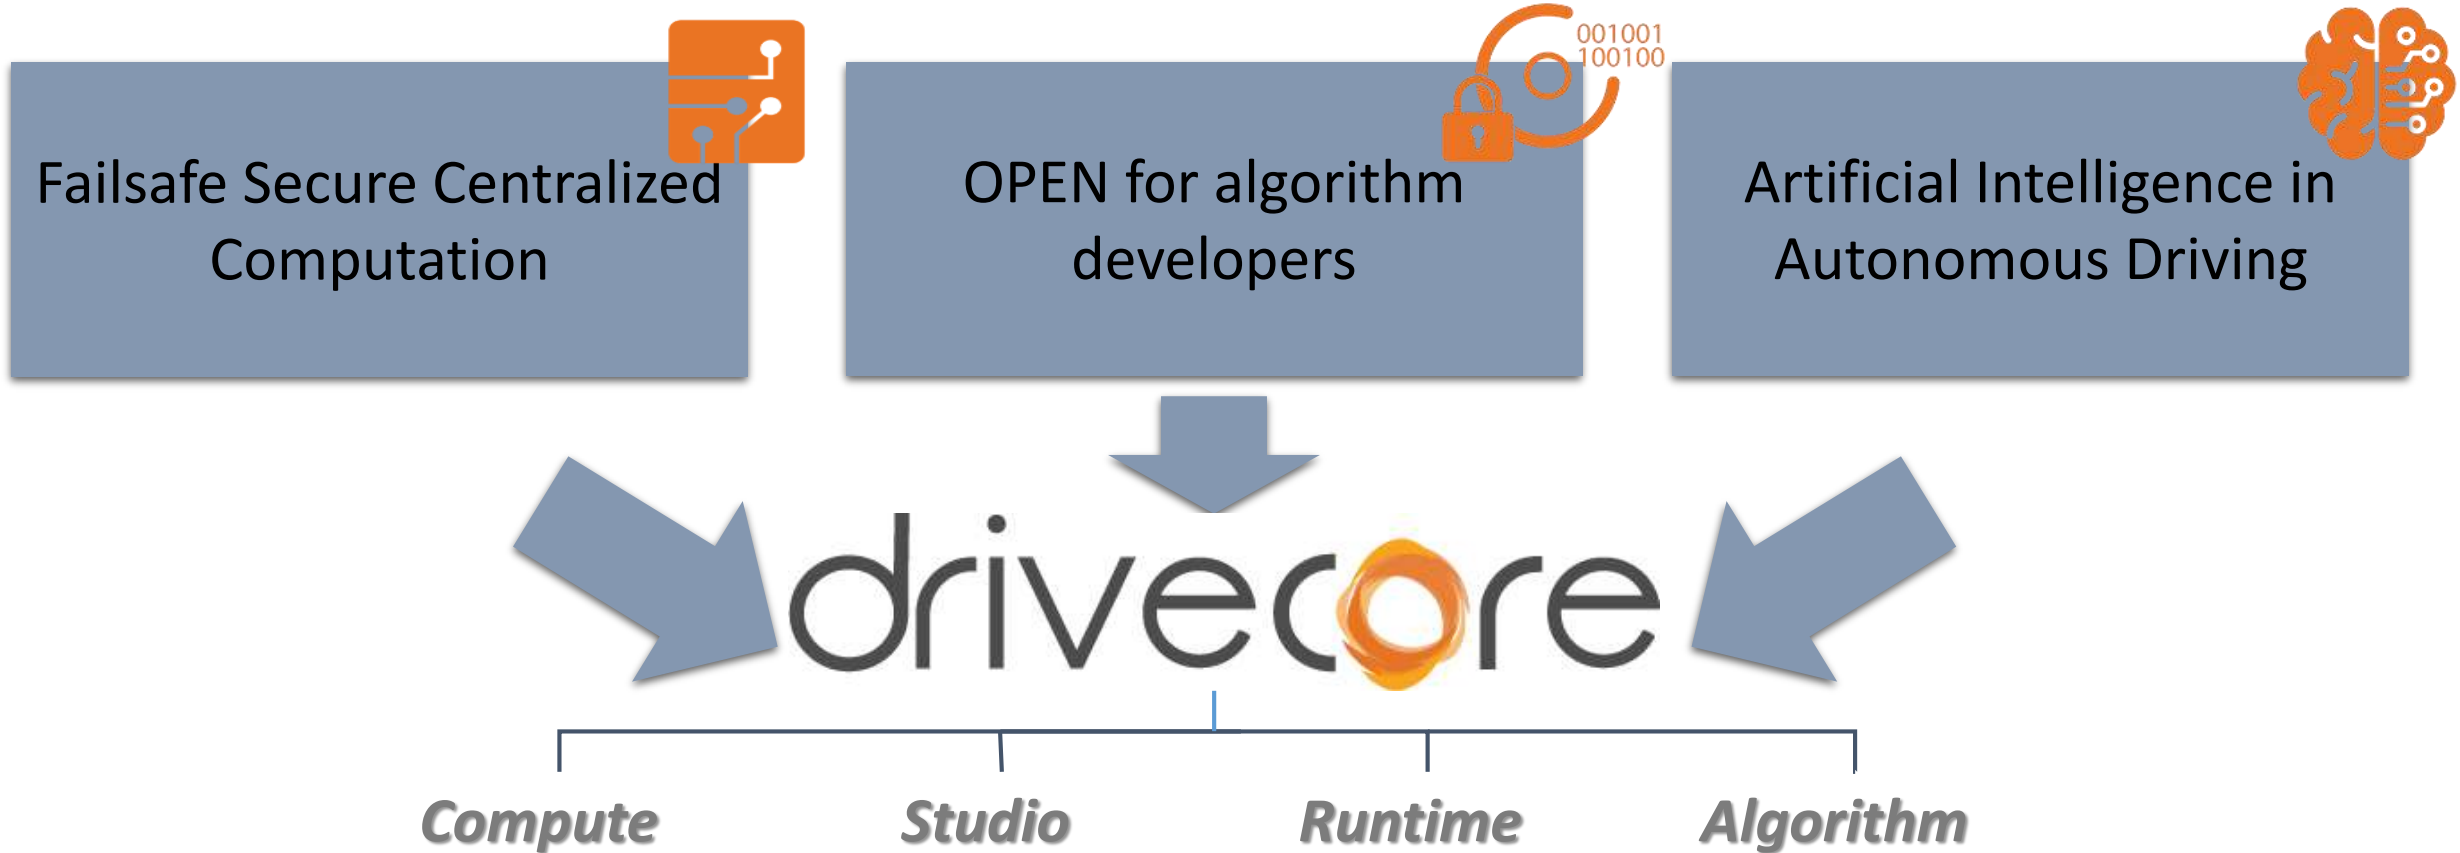 001001
100100
Failsafe Secure Centralized
Computation
OPEN for algorithm
developers
Artificial Intelligence in
Autonomous Driving
drivecore
Compute
Studio
Runtime
Algorithm